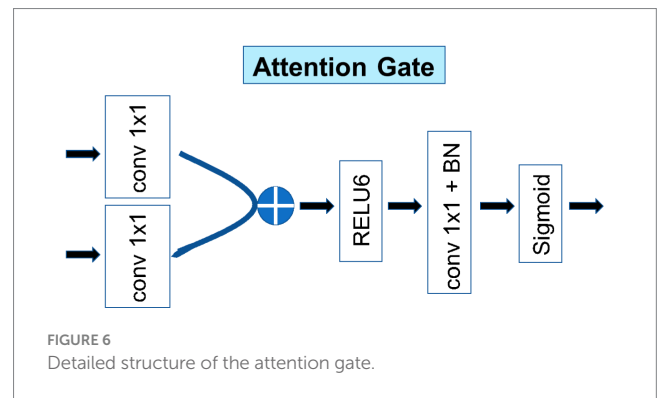 Attention Gate
conv 1x1
conv 1x1
RELU6
conv 1x1 + BN
Sigmoid
FIGURE 6
Detailed structure of the attention gate.